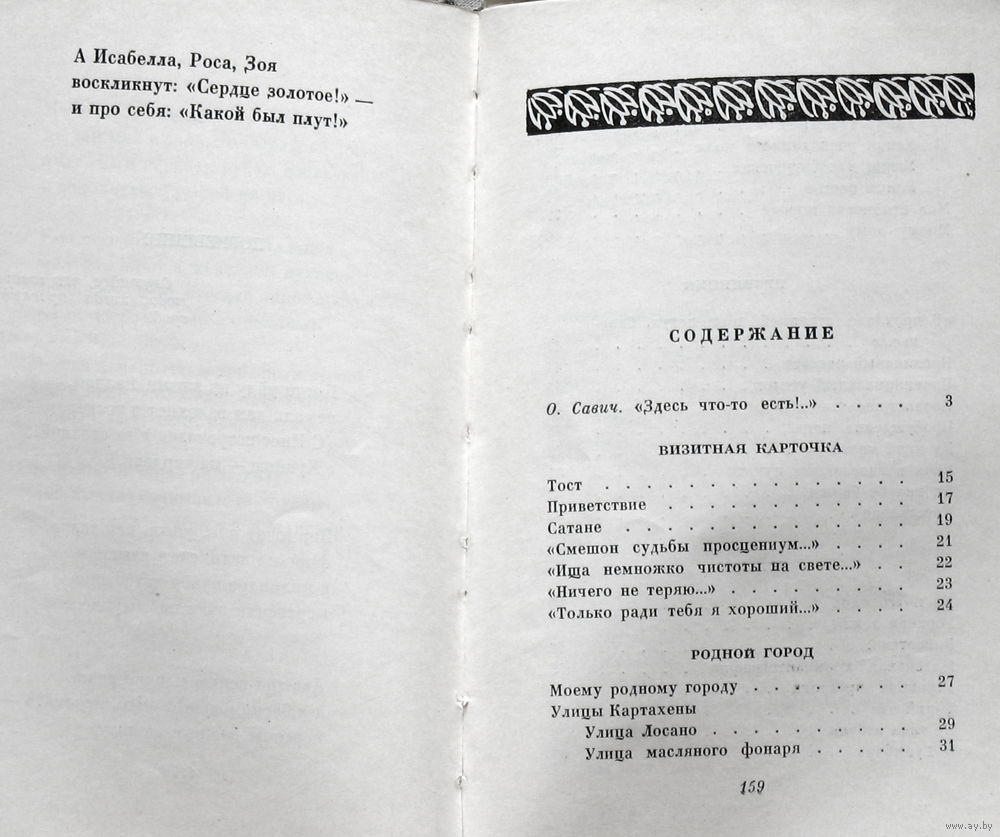 А Исабелла, Роса, Зоя
воскликнут: «Сердце золотое!» —
и про себя: «Какой был плут!»
СОДЕРЖАНИЕ
О. Савич. «Здесь что-то есть!..» . . . . 3
ВИЗИТНАЯ КАРТОЧКА
Тост . . . . . . . . . . . . . . . 15
Приветствие . . . . . . . . . . . . 17
Сатане . . . . . . . . . . . . . . 19
«Смешон судьбы просцениум...» . . . . 21
«Ища немножко чистоты на свете...» . . 22
«Ничего не теряю...» . . . . . . . . . 23
«Только ради тебя я хороший...» . . . . 24
РОДНОЙ ГОРОД
Моему родному городу . . . . . . . . 27
Улицы Картахены
Улица Лосано . . . . . . . . . . 29
Улица масляного фонаря . . . . . 31
159
www.ay.by